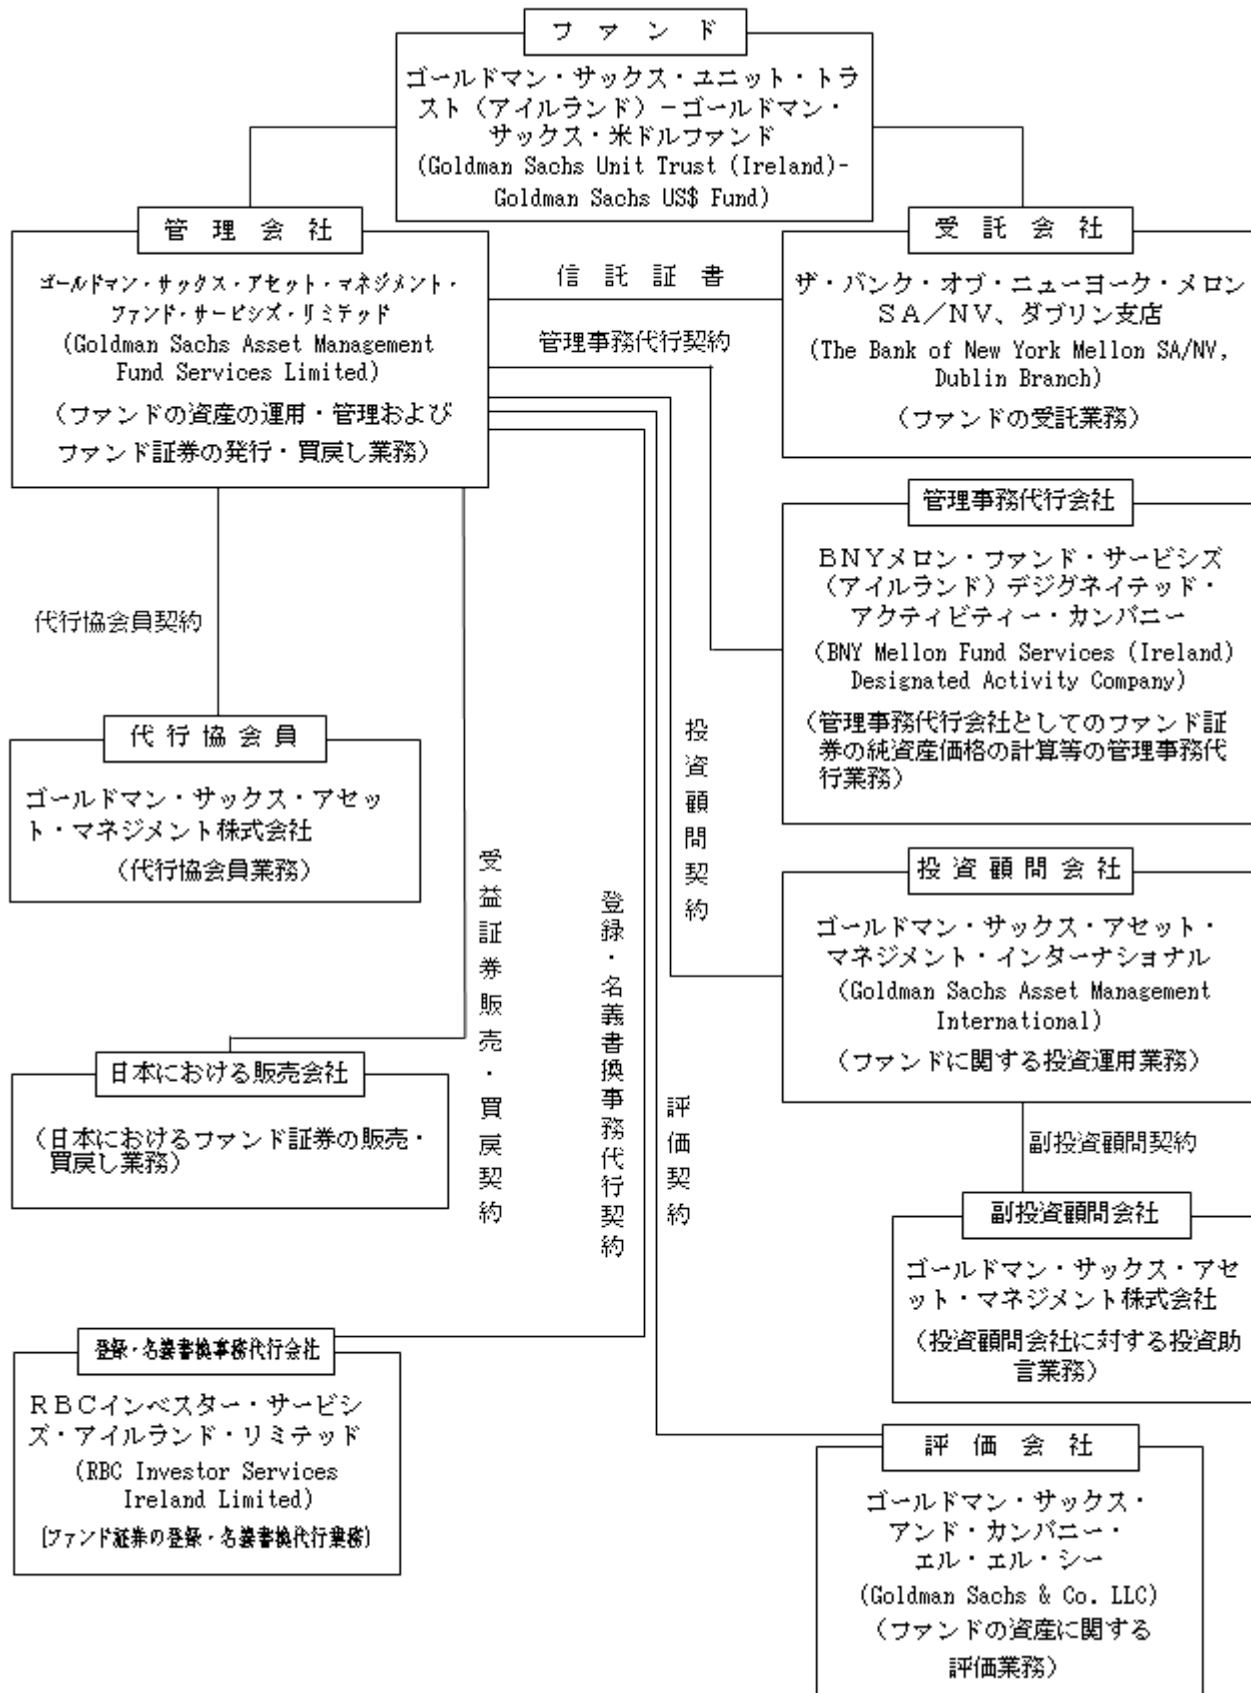 ファンド
ゴールドマン・サックス・ユニット・トラ
スト（アイルランド）－ゴールドマン・
サックス・米ドルファンド
(Goldman Sachs Unit Trust (Ireland)-
Goldman Sachs US$ Fund)
管理会社
ゴールドマン・サックス・アセット・マネジメント・
ファンド・サービシズ・リミテッド
(Goldman Sachs Asset Management
Fund Services Limited)
（ファンドの資産の運用・管理および
ファンド証券の発行・買戻し業務）
信託証書
管理事務代行契約
受託会社
ザ・バンク・オブ・ニューヨーク・メロン
ＳＡ／ＮＶ、ダブリン支店
(The Bank of New York Mellon SA/NV,
Dublin Branch)
（ファンドの受託業務）
管理事務代行会社
ＢＮＹメロン・ファンド・サービシズ
（アイルランド）デジグネイテッド・
アクティビティー・カンパニー
(BNY Mellon Fund Services (Ireland)
Designated Activity Company)
（管理事務代行会社としてのファンド証
券の純資産価格の計算等の管理事務代
行業務）
代行協会員契約
代行協会員
ゴールドマン・サックス・アセッ
ト・マネジメント株式会社
（代行協会員業務）
受益証券販売・買戻契約
登録・名義書換事務代行契約
投資顧問契約
評価契約
投資顧問会社
ゴールドマン・サックス・アセット・
マネジメント・インターナショナル
(Goldman Sachs Asset Management
International)
（ファンドに関する投資運用業務）
日本における販売会社
（日本におけるファンド証券の販売・
買戻し業務）
副投資顧問契約
副投資顧問会社
ゴールドマン・サックス・アセ
ット・マネジメント株式会社
（投資顧問会社に対する投資助
言業務）
登録・名義書換事務代行会社
ＲＢＣインベスター・サービシ
ズ・アイルランド・リミテッド
(RBC Investor Services
Ireland Limited)
(ファンド証券の登録・名義書換代行業務)
評価会社
ゴールドマン・サックス・
アンド・カンパニー・
エル・エル・シー
(Goldman Sachs & Co. LLC)
（ファンドの資産に関する
評価業務）